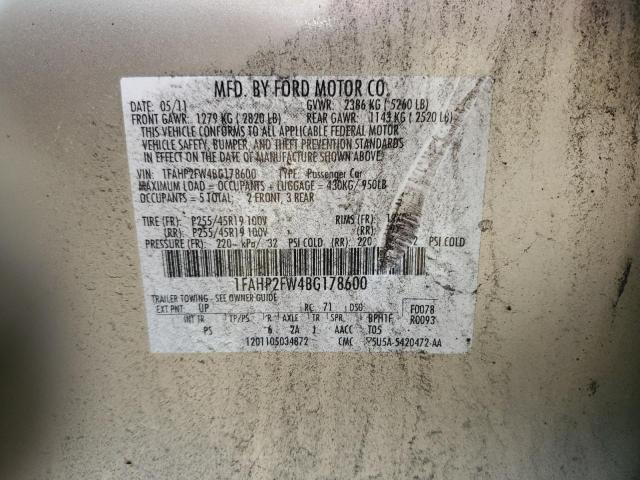 MFD. BY FORD MOTOR CO.
DATE: 05/11 GVWR: 2386 KG ( 5260 LB)
FRONT GAWR: 1279 KG ( 2820 LB) REAR GAWR: 1143 KG ( 2520 LB)
THIS VEHICLE CONFORMS TO ALL APPLICABLE FEDERAL MOTOR
VEHICLE SAFETY, BUMPER, AND THEFT PREVENTION STANDARDS
IN EFFECT ON THE DATE OF MANUFACTURE SHOWN ABOVE.
VIN: 1FAHP2FW4BG178600 TYPE: Passenger Car
MAXIMUM LOAD = OCCUPANTS + LUGGAGE = 430KG/ 950LB
OCCUPANTS = 5 TOTAL: 2 FRONT, 3 REAR
TIRE (FR): P255/45R19 100V RIMS (FR):
(RR): P255/45R19 100V (RR):
PRESSURE (FR): 220 kPa/ 32 PSI COLD (RR): 220 PSI COLD
1FAHP2FW4BG178600
TRAILER TOWING - SEE OWNER GUIDE
EXT PNT: UP RC: 71 DSO: F0078
R0093
INT TR TP/PS R AXLE TR SPR BPH1F
PS 6 2A 1 AACC T05
1201105034872 CMC 5U5A-5420472-AA